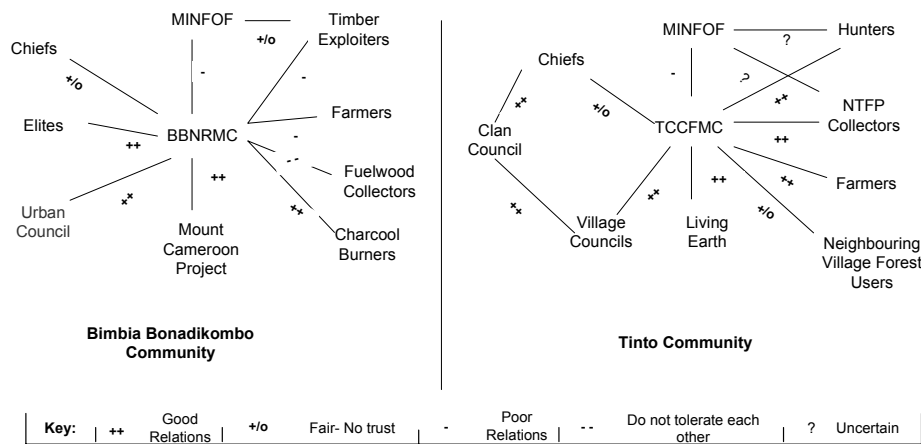 MINFOF
+/o
Timber
Exploiters
Chiefs
+/o
-
-
Elites
++
BBNRMC
Farmers
-
- -
Fuelwood
Collectors
Urban
Council
++
++
Mount
Cameroon
Project
++
Charcool
Burners
Bimbia Bonadikombo
Community
MINFOF
?
Hunters
Chiefs
++
+/o
-
?
++
NTFP
Collectors
Clan
Council
TCCFMC
++
++
Farmers
++
Village
Councils
++
++
Living
Earth
+/o
Neighbouring
Village Forest
Users
Tinto Community
Key: ++ Good Relations +/o Fair- No trust - Poor Relations - - Do not tolerate each other ? Uncertain